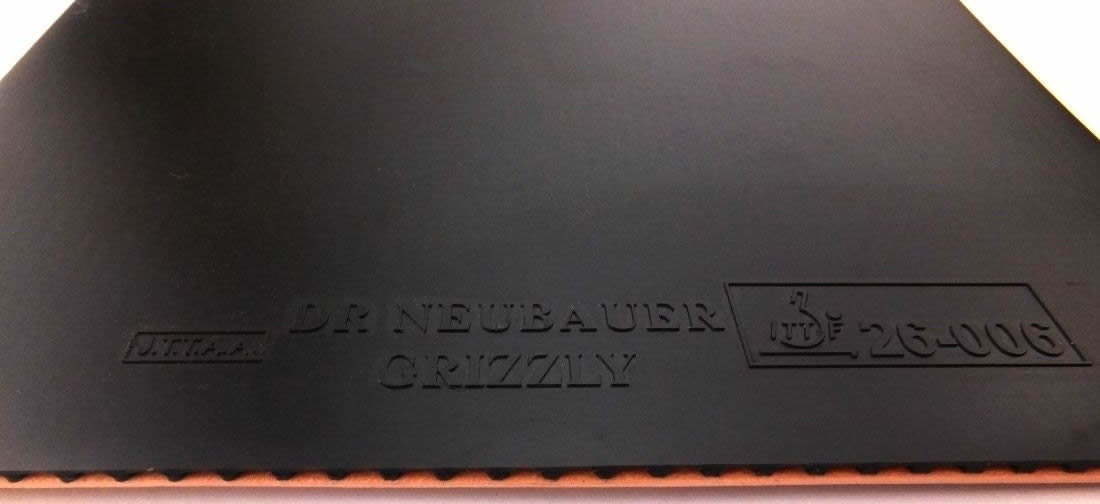 J.T.T.A.A.
DR NEUBAUER
GRIZZLY
ITTF 26-006